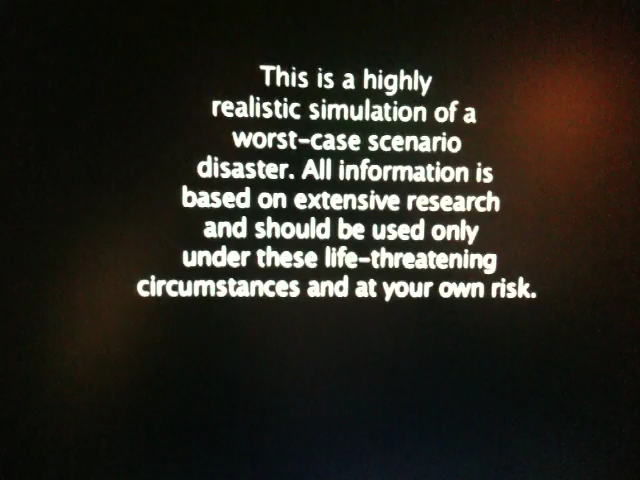 This is a highly
realistic simulation of a
worst-case scenario
disaster. All information is
based on extensive research
and should be used only
under these life-threatening
circumstances and at your own risk.